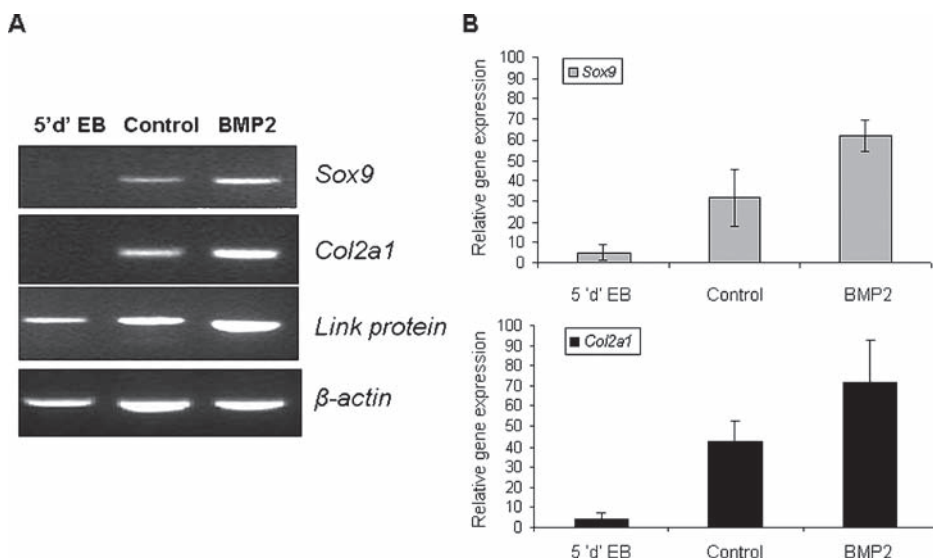 A
5'd' EB Control BMP2
Sox9
Col2a1
Link protein
β-actin
B
Relative gene expression
100
90
80
70
60
50
40
30
20
10
0
Sox9
5 'd' EB Control BMP2
Relative gene expression
100
90
80
70
60
50
40
30
20
10
0
Col2a1
5 'd' EB Control BMP2